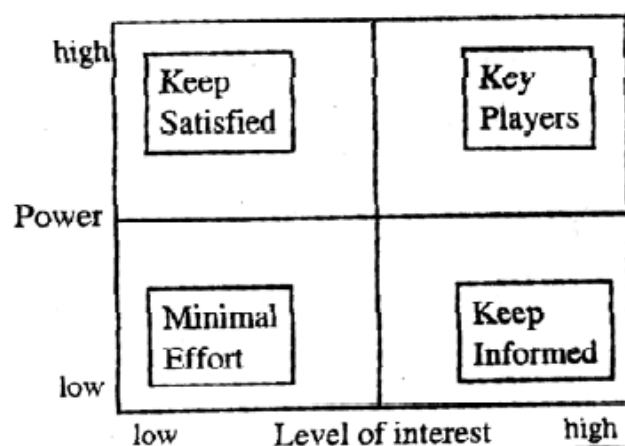 high
Keep
Satisfied
Key
Players
Power
Minimal
Effort
Keep
Informed
low
low
Level of interest
high